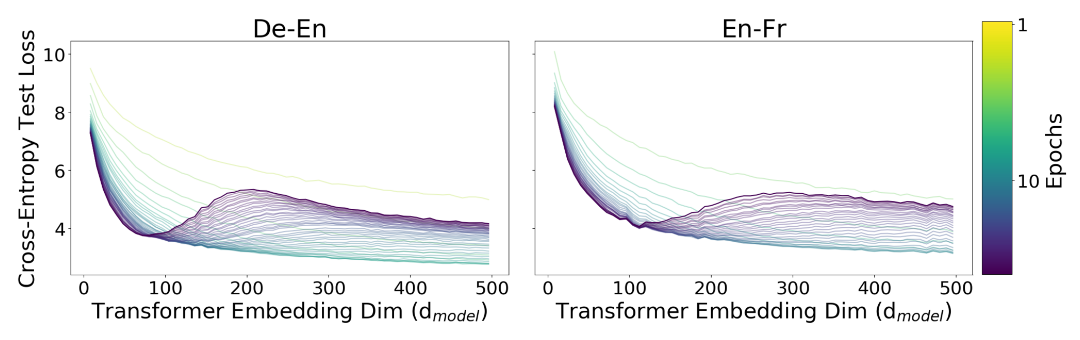 De-En
En-Fr
Cross-Entropy Test Loss
10
8
6
4
0 100 200 300 400 500
0 100 200 300 400 500
Transformer Embedding Dim (d_model)
Transformer Embedding Dim (d_model)
1
10
Epochs